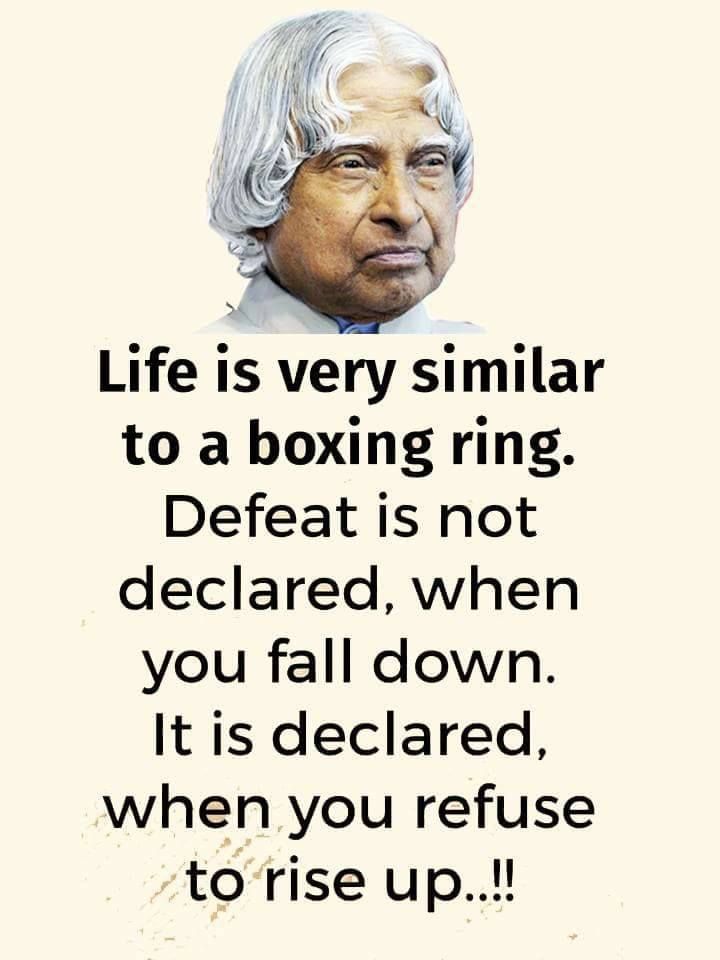 Life is very similar
to a boxing ring.
Defeat is not
declared, when
you fall down.
It is declared,
when you refuse
to rise up..!!